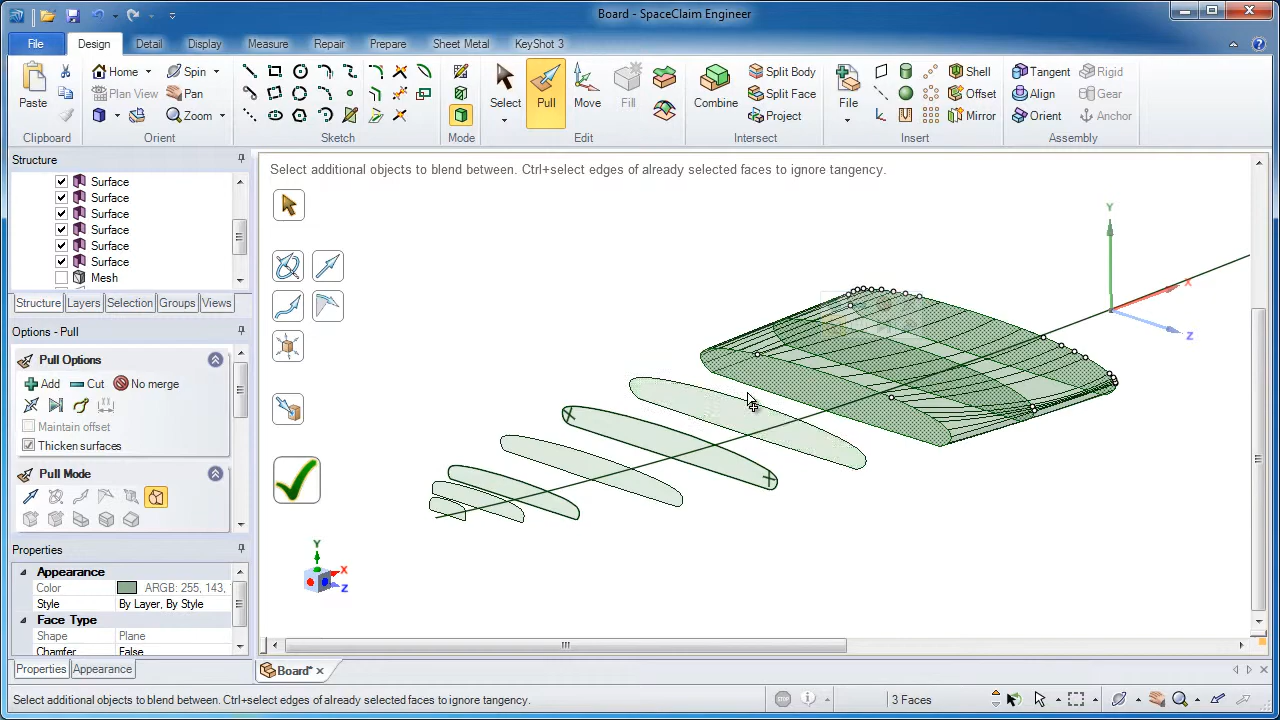 Board - SpaceClaim Engineer
File
Design
Detail
Display
Measure
Repair
Prepare
Sheet Metal
KeyShot 3
Paste
Clipboard
Home
Spin
Plan View
Pan
Zoom
Orient
Sketch
Mode
Select
Pull
Move
Fill
Edit
Combine
Split Body
Split Face
Project
Intersect
File
Shell
Offset
Mirror
Insert
Tangent
Rigid
Align
Gear
Orient
Anchor
Assembly
Structure
Surface
Surface
Surface
Surface
Surface
Surface
Mesh
Structure
Layers
Selection
Groups
Views
Options - Pull
Pull Options
Add
Cut
No merge
Maintain offset
Thicken surfaces
Pull Mode
Properties
Appearance
Color
ARGB: 255, 143,
Style
By Layer, By Style
Face Type
Shape
Plane
Chamfer
False
Properties
Appearance
Select additional objects to blend between. Ctrl+select edges of already selected faces to ignore tangency.
Y
X
Z
Y
X
Z
Board*
Select additional objects to blend between. Ctrl+select edges of already selected faces to ignore tangency.
3 Faces